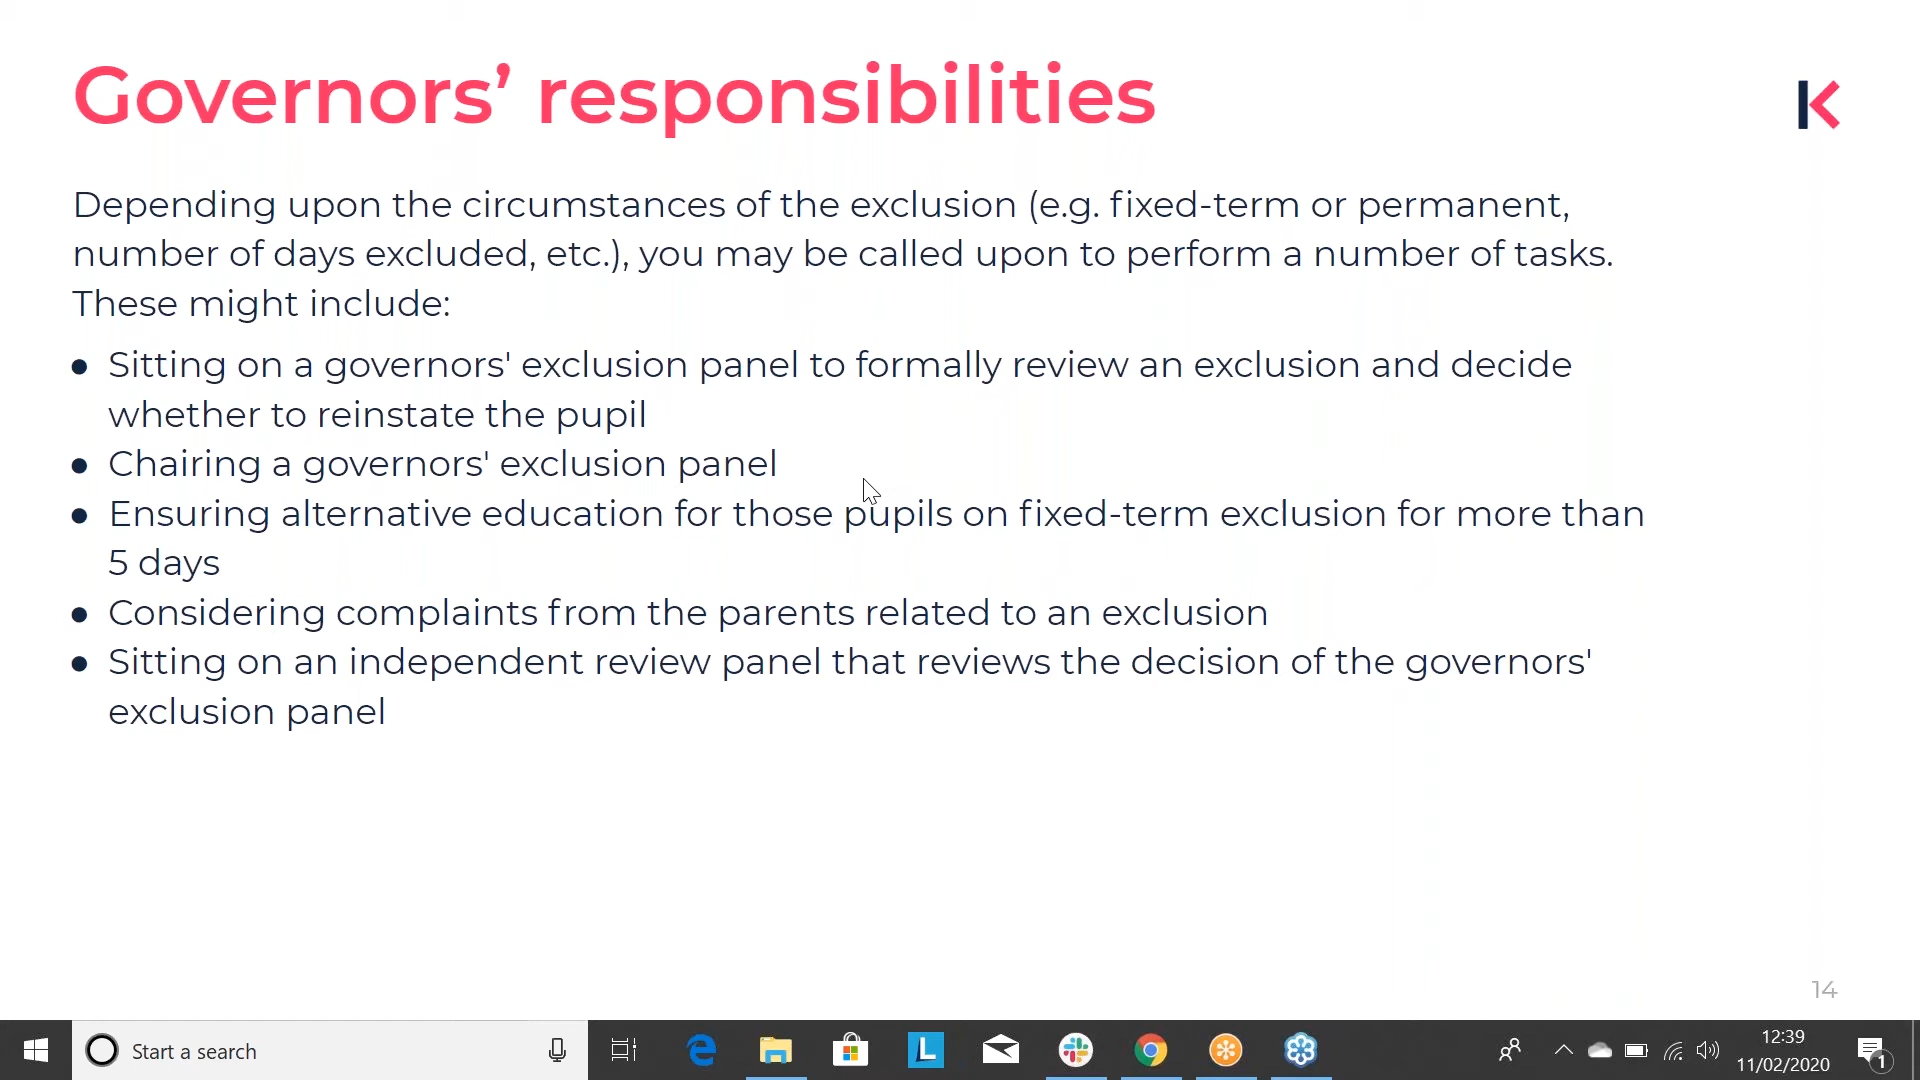 Governors’ responsibilities
Depending upon the circumstances of the exclusion (e.g. fixed-term or permanent,
number of days excluded, etc.), you may be called upon to perform a number of tasks.
These might include:
● Sitting on a governors' exclusion panel to formally review an exclusion and decide
whether to reinstate the pupil
● Chairing a governors' exclusion panel
● Ensuring alternative education for those pupils on fixed-term exclusion for more than
5 days
● Considering complaints from the parents related to an exclusion
● Sitting on an independent review panel that reviews the decision of the governors'
exclusion panel
14
Start a search
L
12:39
11/02/2020
1